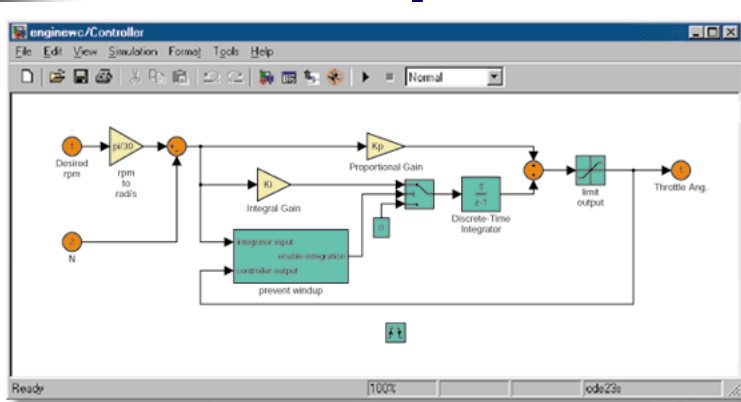 enginewc/Controller
File Edit View Simulation Format Tools Help
Normal
1
Desired
rpm
pi/30
rpm
to
rad/s
Kp
Proportional Gain
Ki
Integral Gain
0
T
z-1
Discrete-Time
Integrator
limit
output
1
Throttle Ang.
2
N
integrator input
enable integration
controller output
prevent windup
Ready
100%
ode23s